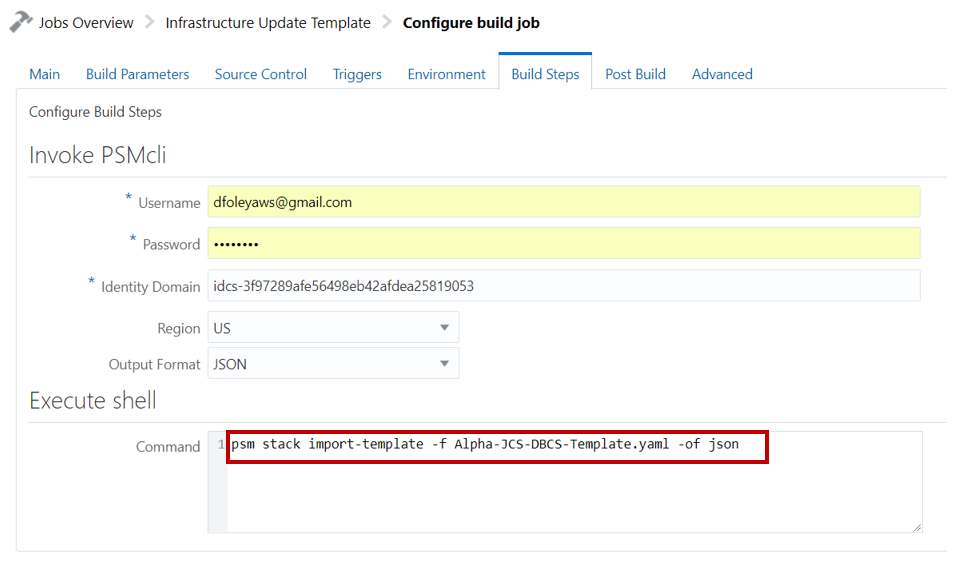 Jobs Overview > Infrastructure Update Template > Configure build job
Main Build Parameters Source Control Triggers Environment Build Steps Post Build Advanced
Configure Build Steps
Invoke PSMcli
* Username dfoleyaws@gmail.com
* Password ••••••••
* Identity Domain idcs-3f97289afe56498eb42afdea25819053
Region US
Output Format JSON
Execute shell
Command 1 psm stack import-template -f Alpha-JCS-DBCS-Template.yaml -of json